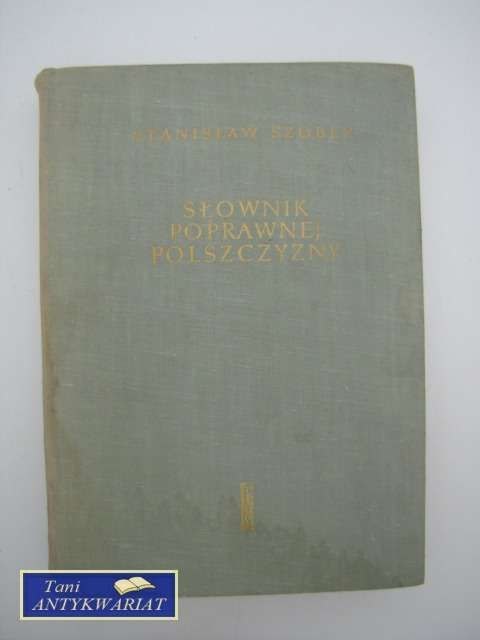 STANISŁAW SZOBER
SŁOWNIK
POPRAWNEJ
POLSZCZYZNY
Tani
ANTYKWARIAT